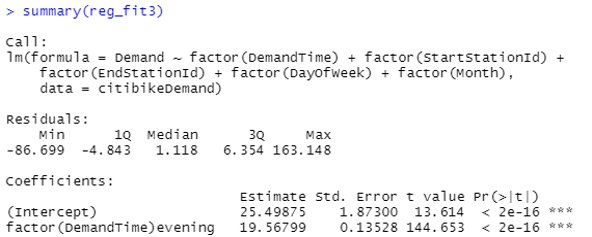 > summary(reg_fit3)
Call:
lm(formula = Demand ~ factor(DemandTime) + factor(StartStationId) +
    factor(EndStationId) + factor(DayOfWeek) + factor(Month),
    data = citibikeDemand)
Residuals:
    Min      1Q  Median      3Q     Max
-86.699  -4.843   1.118   6.354 163.148
Coefficients:
                           Estimate Std. Error t value Pr(>|t|)
(Intercept)                25.49875    1.87300  13.614  < 2e-16 ***
factor(DemandTime)evening  19.56799    0.13528 144.653  < 2e-16 ***